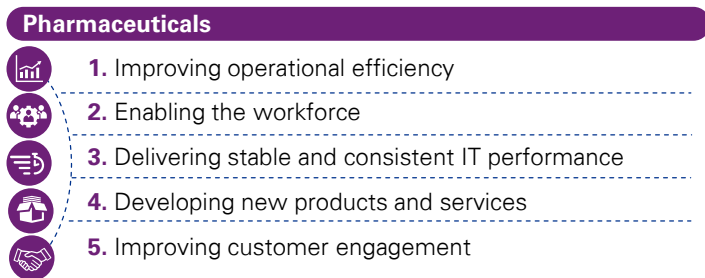 Pharmaceuticals
1. Improving operational efficiency
2. Enabling the workforce
3. Delivering stable and consistent IT performance
4. Developing new products and services
5. Improving customer engagement